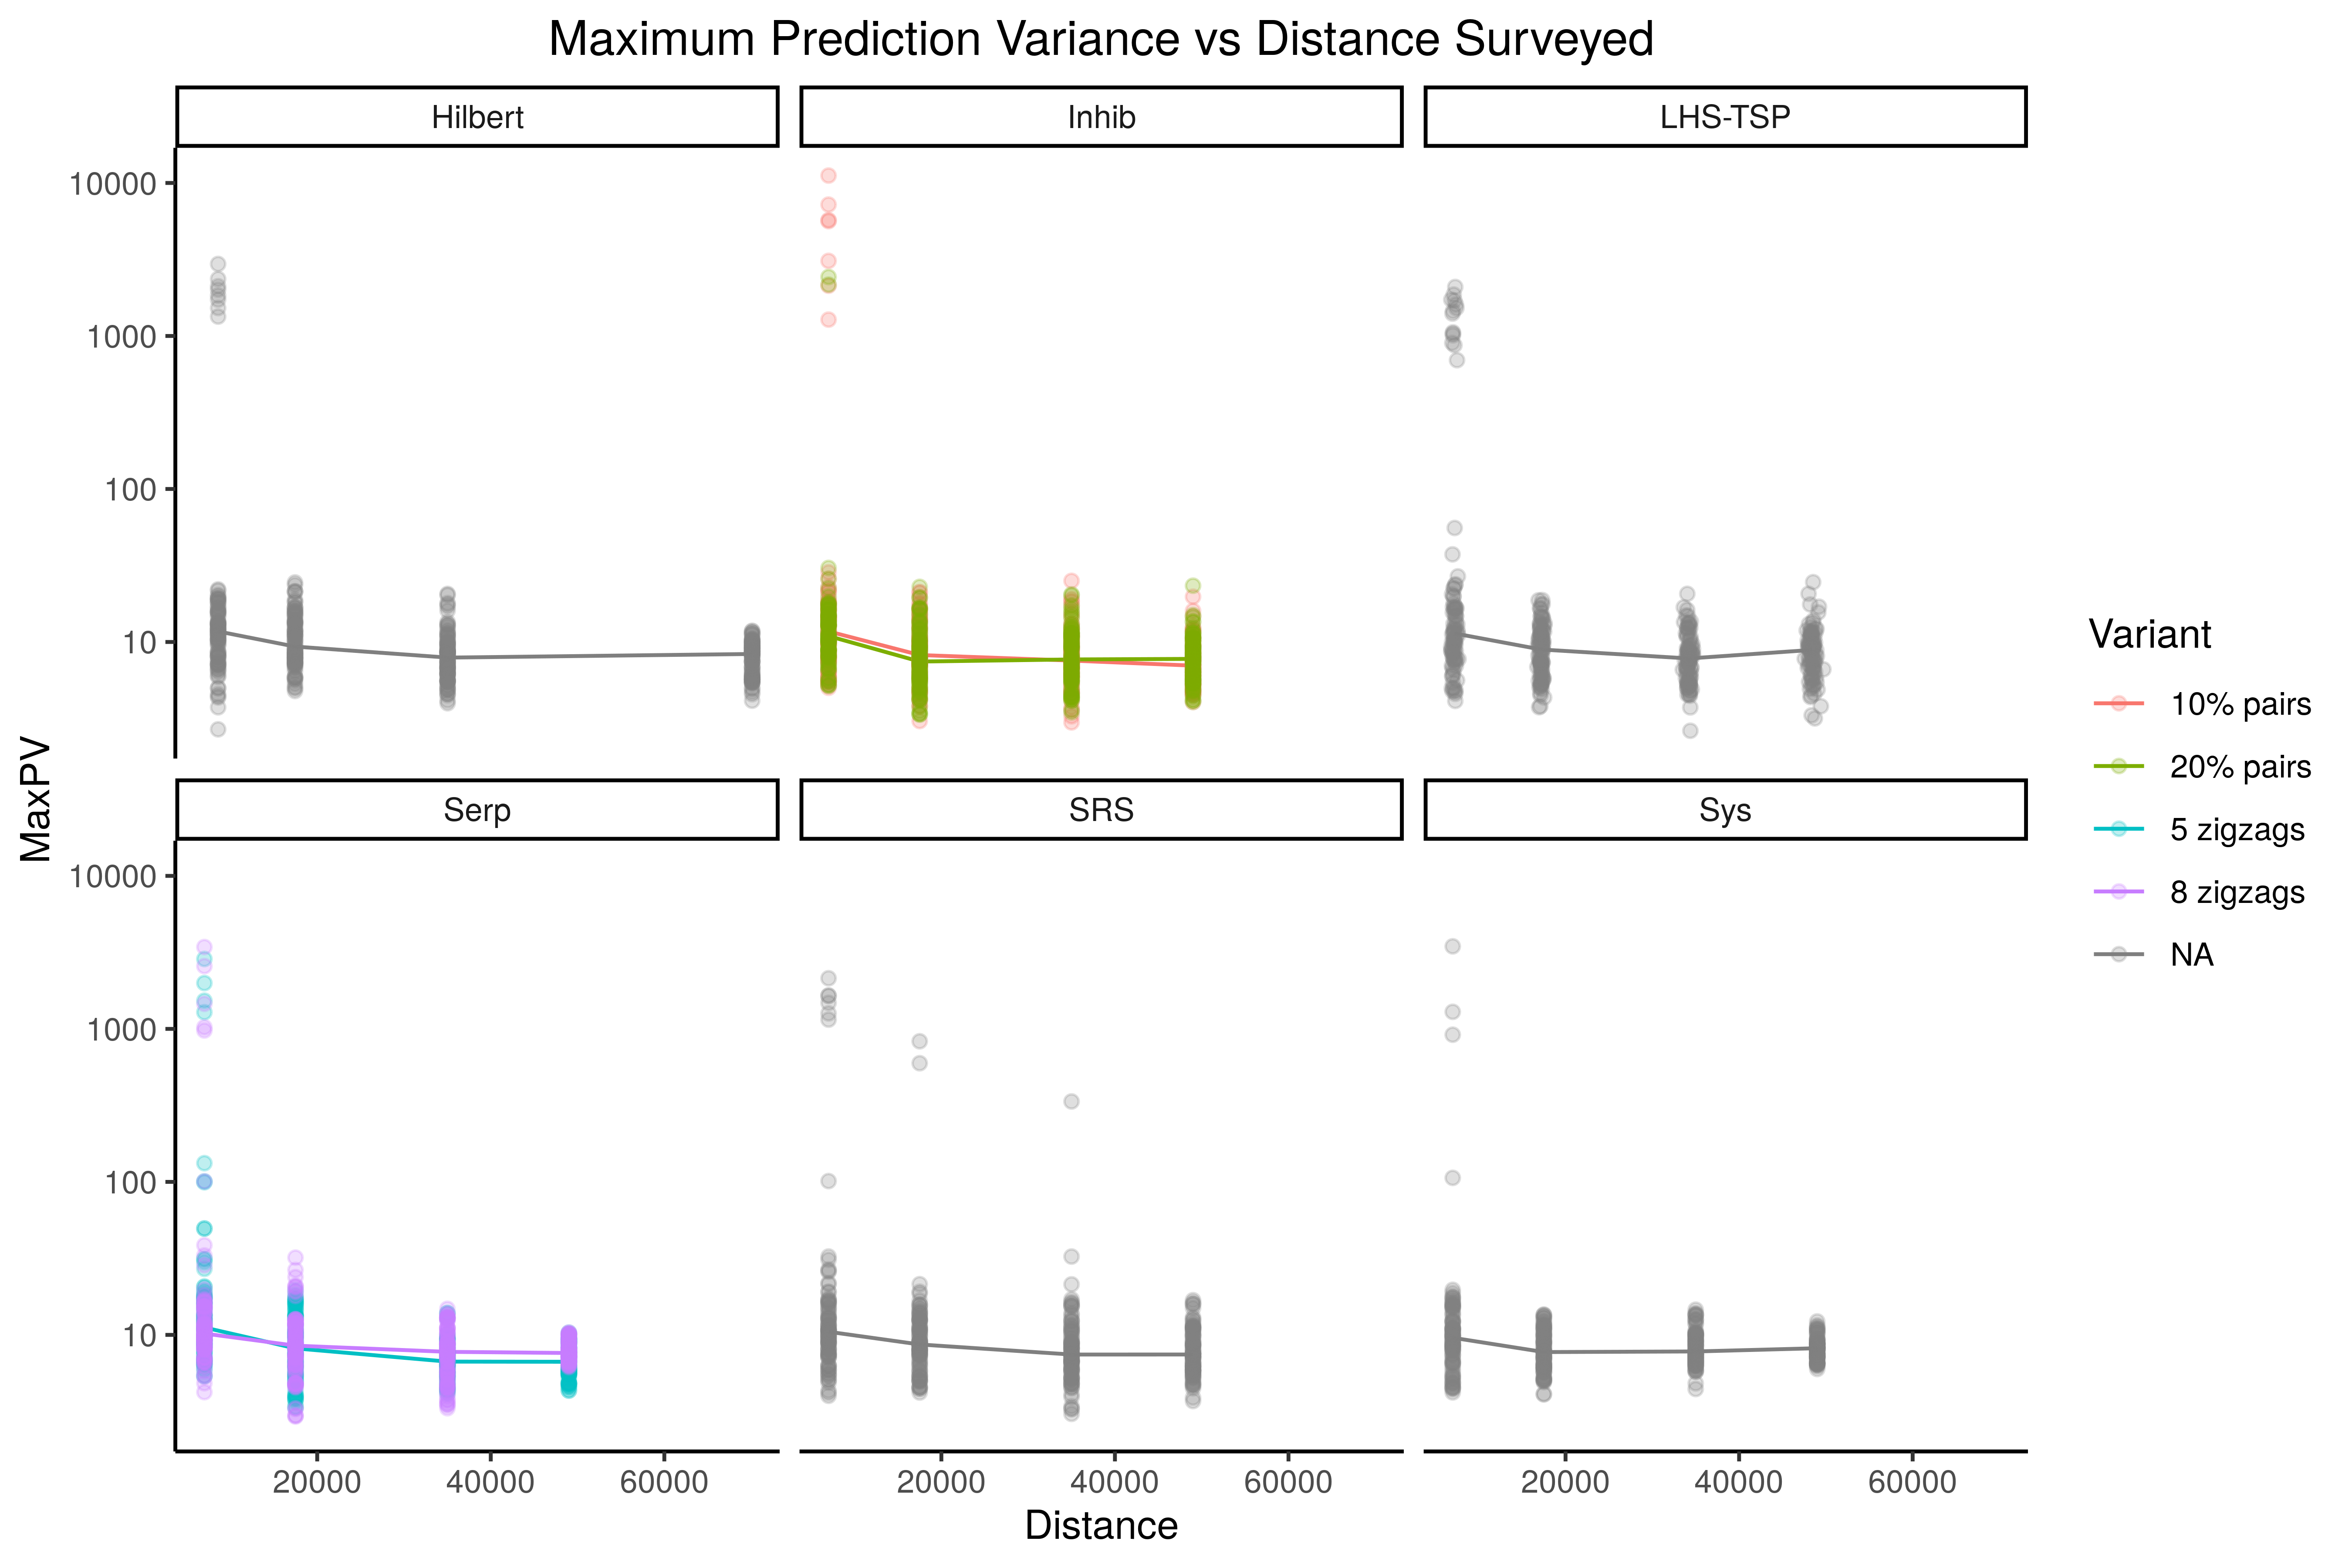 Maximum Prediction Variance vs Distance Surveyed
Hilbert
Inhib
LHS-TSP
10000
1000
100
10
Serp
SRS
Sys
10000
1000
100
10
20000 40000 60000
20000 40000 60000
20000 40000 60000
Distance
MaxPV
Variant
10% pairs
20% pairs
5 zigzags
8 zigzags
NA